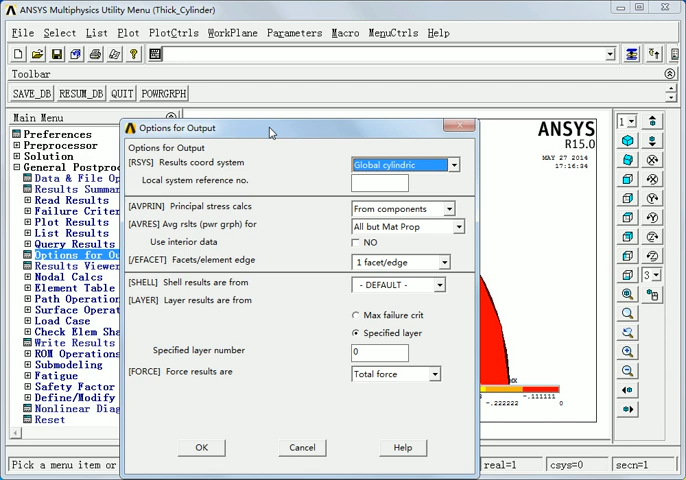 ANSYS Multiphysics Utility Menu (Thick_Cylinder)
File Select List Plot PlotCtrls WorkPlane Parameters Macro MenuCtrls Help
Toolbar
SAVE_DB RESUM_DB QUIT POWRGRPH
Main Menu
Preferences
Preprocessor
Solution
General Postproc
Data & File Op
Results Summar
Read Results
Failure Criter
Plot Results
List Results
Query Results
Options for Ou
Results Viewer
Nodal Calcs
Element Table
Path Operation
Surface Operat
Load Case
Check Elem Sha
Write Results
ROM Operations
Submodeling
Fatigue
Safety Factor
Define/Modify
Nonlinear Diag
Reset
Options for Output
Options for Output
[RSYS] Results coord system Global cylindric
Local system reference no.
[AVPRIN] Principal stress calcs From components
[AVRES] Avg rslts (pwr grph) for All but Mat Prop
Use interior data NO
[/EFACET] Facets/element edge 1 facet/edge
[SHELL] Shell results are from - DEFAULT -
[LAYER] Layer results are from
Max failure crit
Specified layer
Specified layer number 0
[FORCE] Force results are Total force
OK Cancel Help
ANSYS
R15.0
MAY 27 2014
17:16:34
MX
-.111111
-.222222 0
1
3
Pick a menu item or real=1 csys=0 secn=1